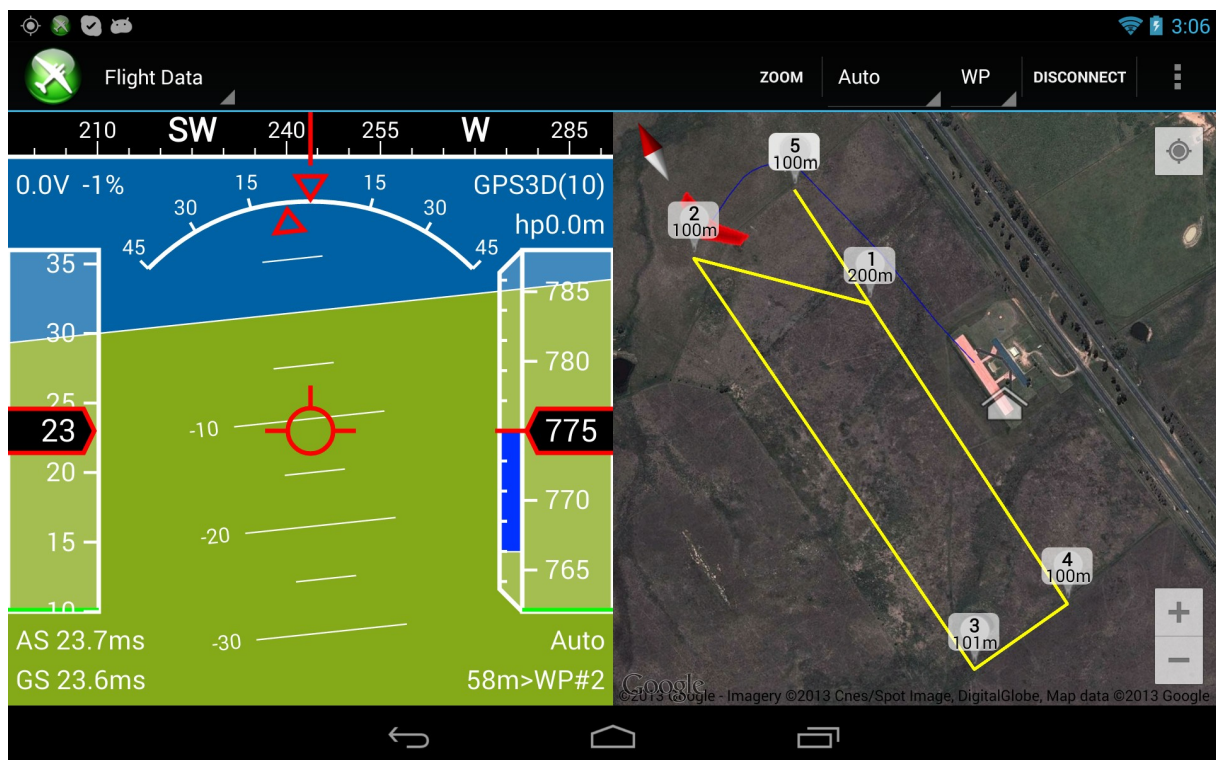 3:06
Flight Data
ZOOM
Auto
WP
DISCONNECT
210 SW 240 255 W 285
0.0V -1%
GPS3D(10)
hp0.0m
45 30 15 15 30 45
35
30
25
23
20
15
10
-10
-20
-30
785
780
775
770
765
AS 23.7ms
GS 23.6ms
Auto
58m>WP#2
5
100m
2
100m
1
200m
4
100m
3
101m
Google
©2013 Google - Imagery ©2013 Cnes/Spot Image, DigitalGlobe, Map data ©2013 Google